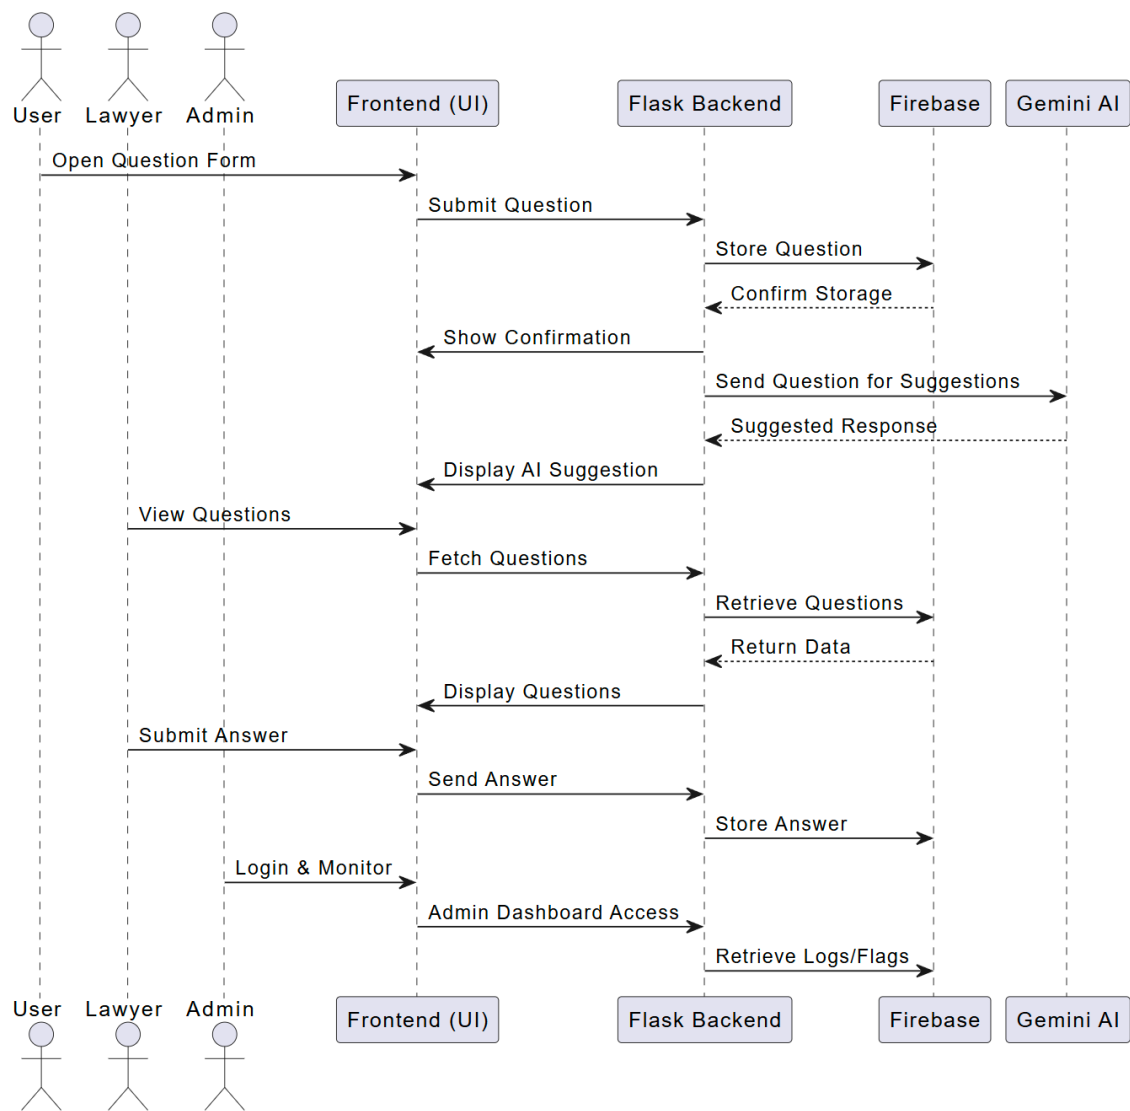 User Lawyer Admin Frontend (UI) Flask Backend Firebase Gemini AI
Open Question Form
Submit Question
Store Question
Confirm Storage
Show Confirmation
Send Question for Suggestions
Suggested Response
Display AI Suggestion
View Questions
Fetch Questions
Retrieve Questions
Return Data
Display Questions
Submit Answer
Send Answer
Store Answer
Login & Monitor
Admin Dashboard Access
Retrieve Logs/Flags
User Lawyer Admin Frontend (UI) Flask Backend Firebase Gemini AI